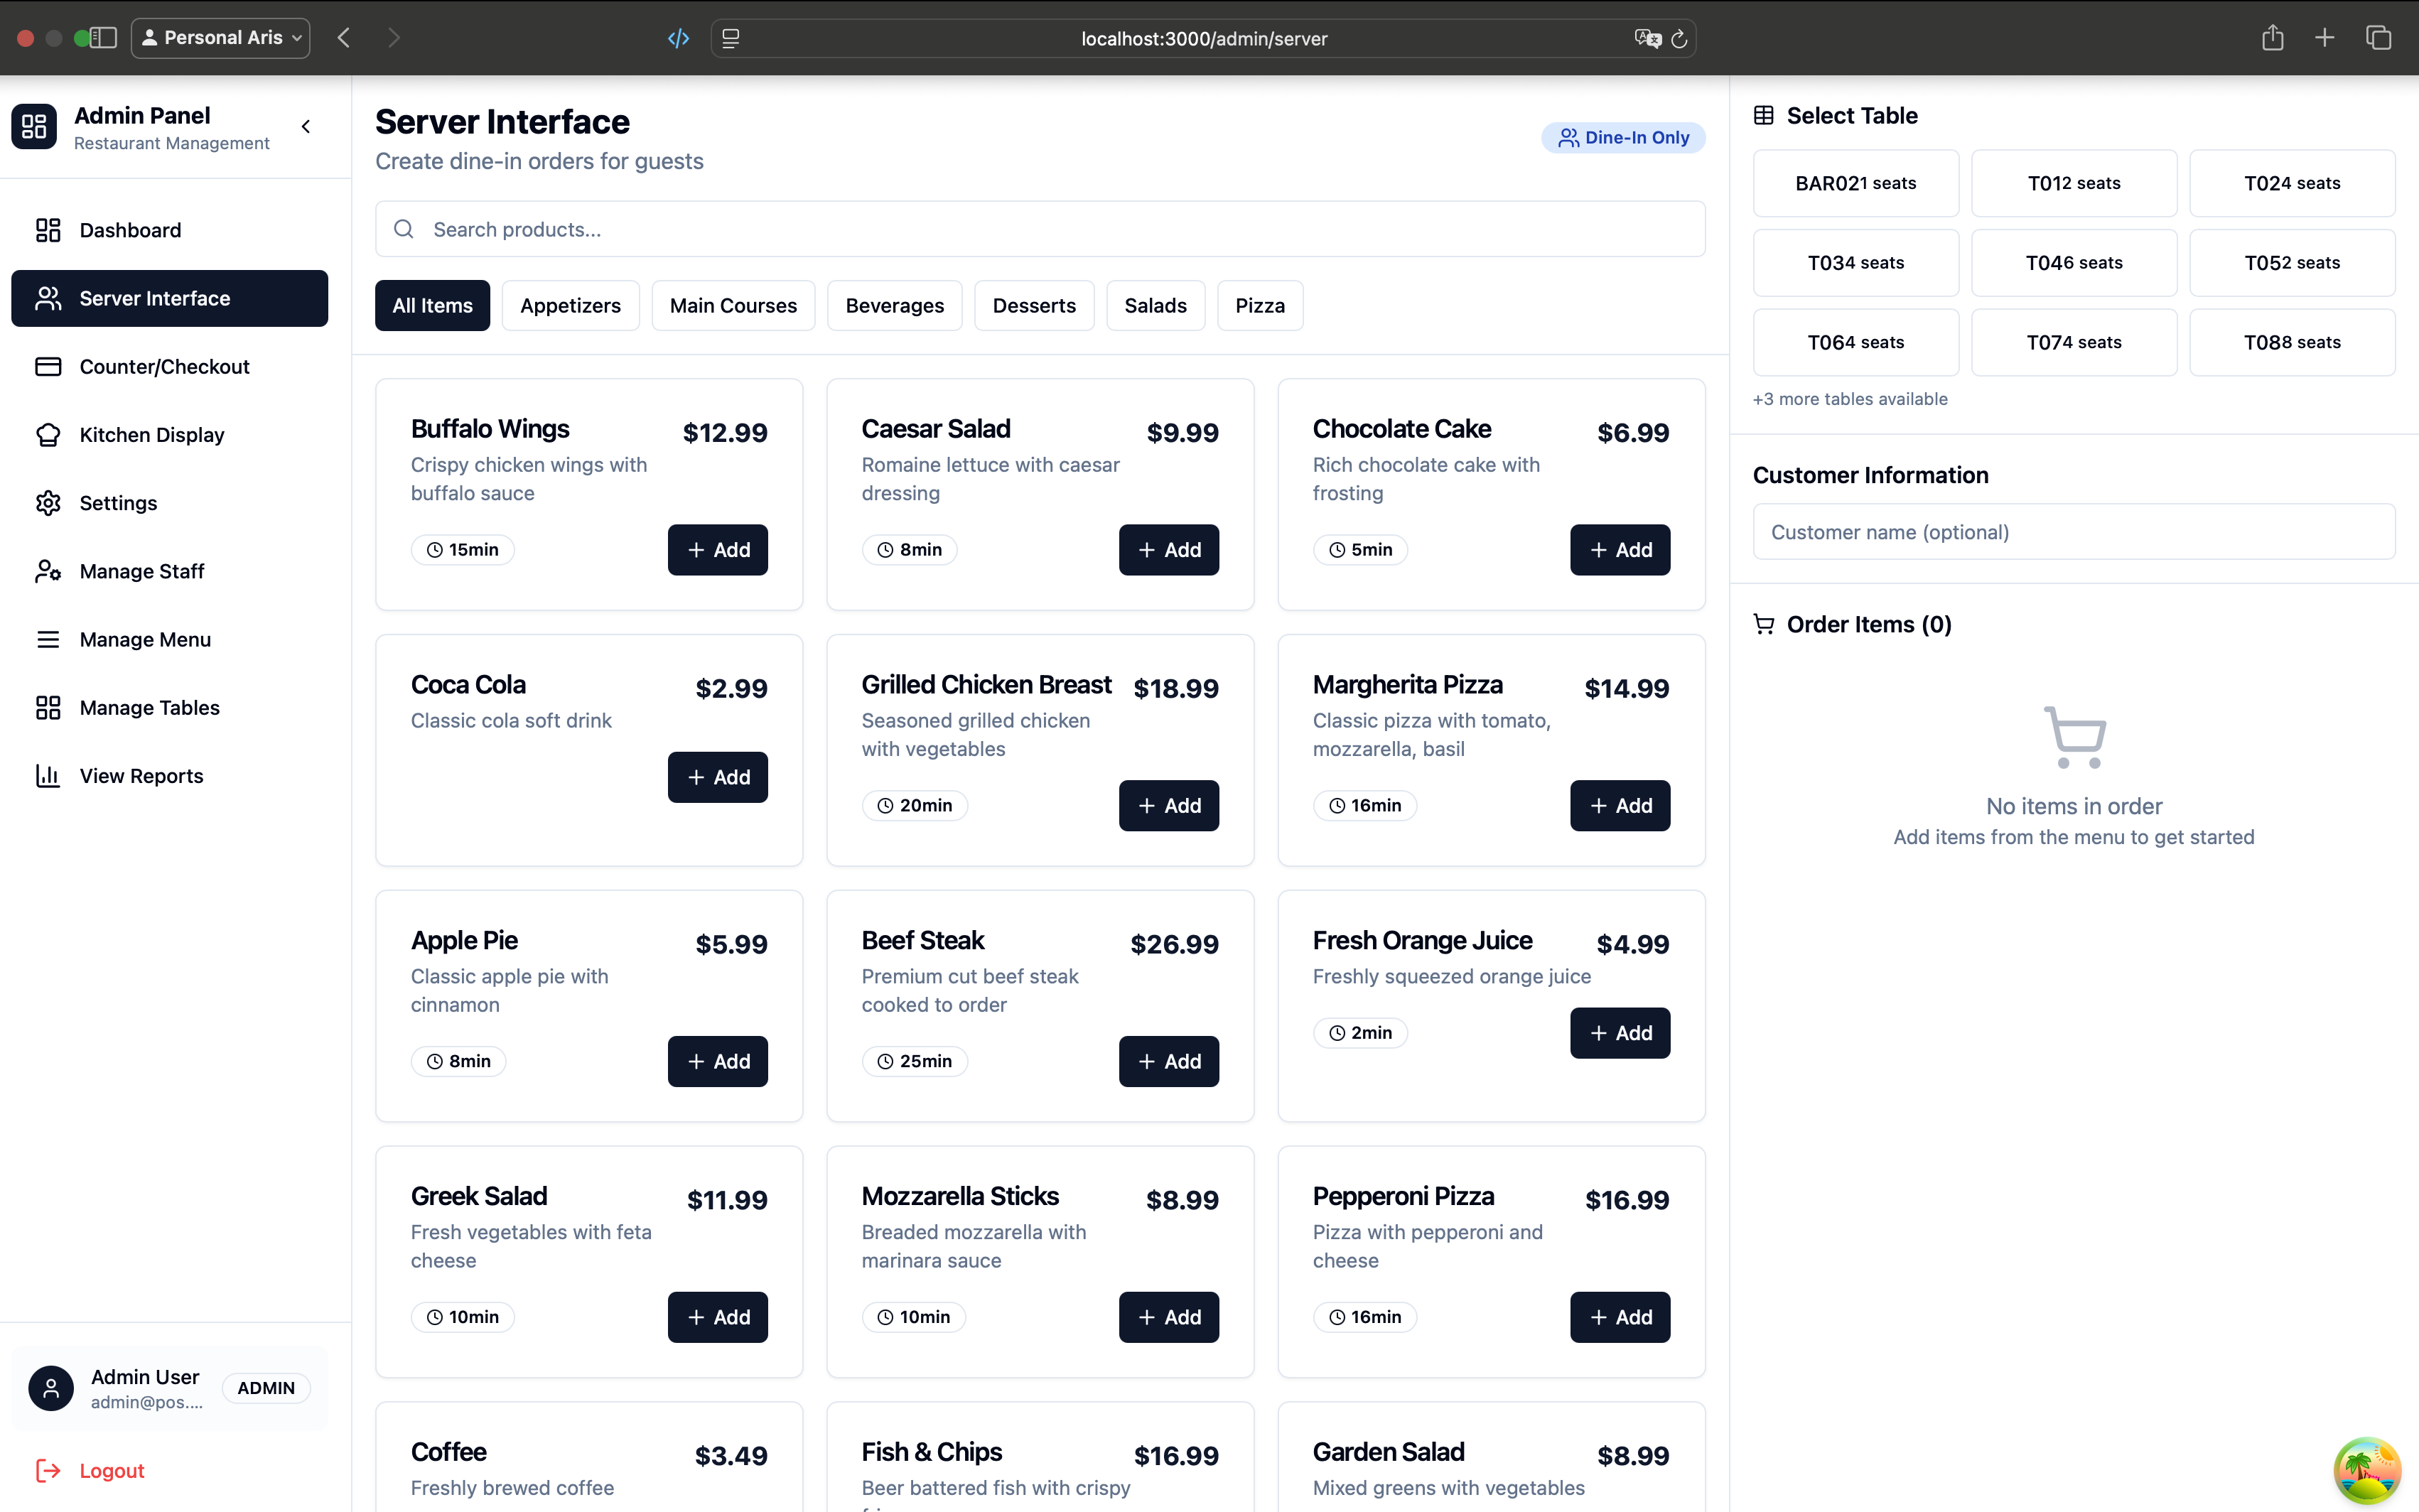 Personal Aris
localhost:3000/admin/server
Admin Panel
Restaurant Management
Dashboard
Server Interface
Counter/Checkout
Kitchen Display
Settings
Manage Staff
Manage Menu
Manage Tables
View Reports
Admin User
admin@pos....
ADMIN
Logout
Server Interface
Create dine-in orders for guests
Dine-In Only
Search products...
All Items
Appetizers
Main Courses
Beverages
Desserts
Salads
Pizza
Buffalo Wings
$12.99
Crispy chicken wings with
buffalo sauce
15min
+ Add
Caesar Salad
$9.99
Romaine lettuce with caesar
dressing
8min
+ Add
Chocolate Cake
$6.99
Rich chocolate cake with
frosting
5min
+ Add
Coca Cola
$2.99
Classic cola soft drink
+ Add
Grilled Chicken Breast
$18.99
Seasoned grilled chicken
with vegetables
20min
+ Add
Margherita Pizza
$14.99
Classic pizza with tomato,
mozzarella, basil
16min
+ Add
Apple Pie
$5.99
Classic apple pie with
cinnamon
8min
+ Add
Beef Steak
$26.99
Premium cut beef steak
cooked to order
25min
+ Add
Fresh Orange Juice
$4.99
Freshly squeezed orange juice
2min
+ Add
Greek Salad
$11.99
Fresh vegetables with feta
cheese
10min
+ Add
Mozzarella Sticks
$8.99
Breaded mozzarella with
marinara sauce
10min
+ Add
Pepperoni Pizza
$16.99
Pizza with pepperoni and
cheese
16min
+ Add
Coffee
$3.49
Freshly brewed coffee
Fish & Chips
$16.99
Beer battered fish with crispy
Garden Salad
$8.99
Mixed greens with vegetables
Select Table
BAR021 seats
T012 seats
T024 seats
T034 seats
T046 seats
T052 seats
T064 seats
T074 seats
T088 seats
+3 more tables available
Customer Information
Customer name (optional)
Order Items (0)
No items in order
Add items from the menu to get started